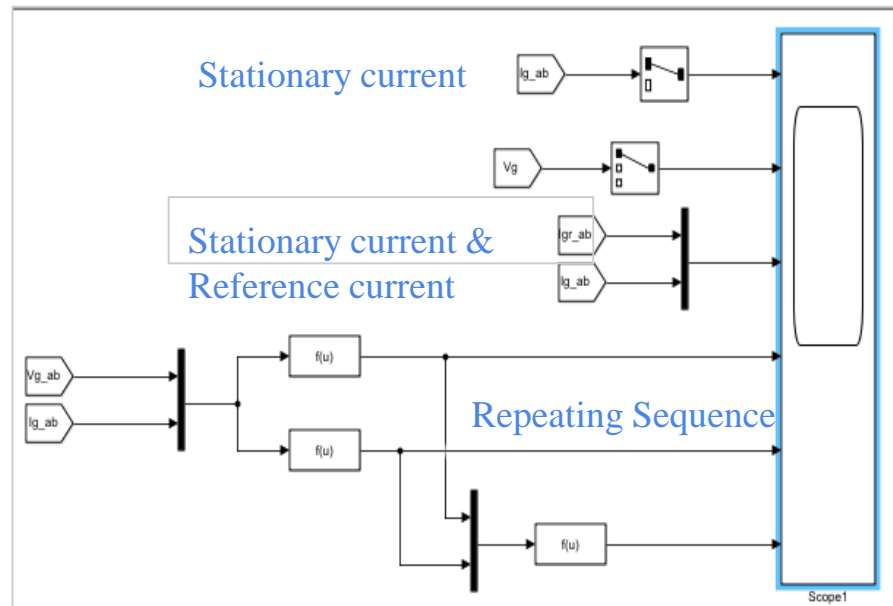 Stationary current
Ig_ab
Vg
Stationary current &
Reference current
Igr_ab
Ig_ab
Vg_ab
Ig_ab
f(u)
f(u)
Repeating Sequence
f(u)
Scope1